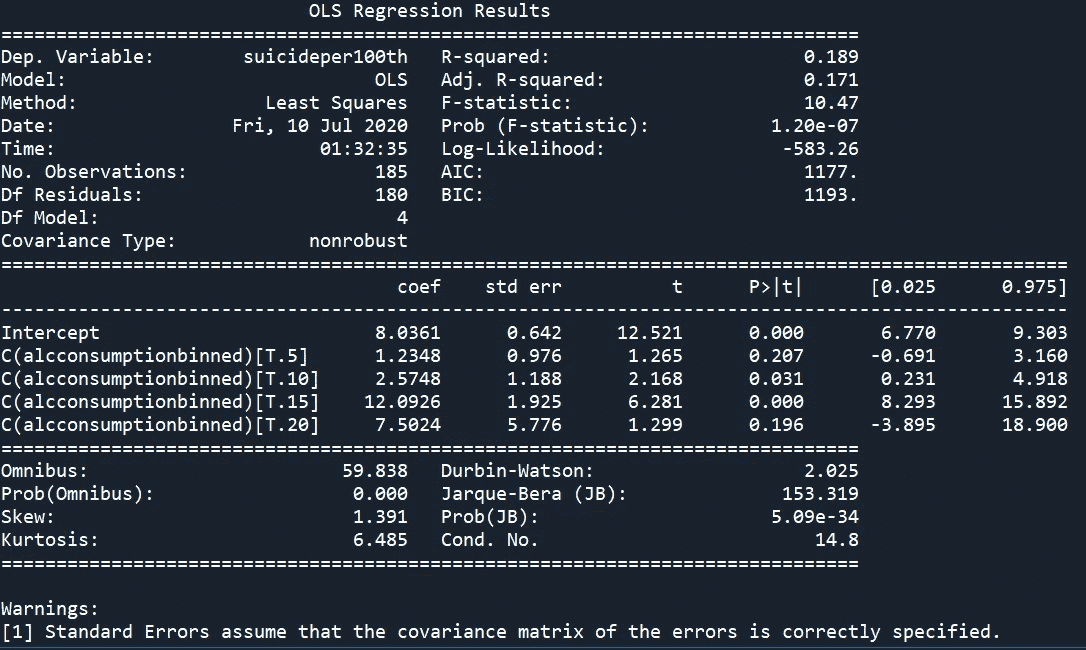 OLS Regression Results
==============================================================================
Dep. Variable:        suicideper100th   R-squared:                       0.189
Model:                            OLS   Adj. R-squared:                  0.171
Method:                 Least Squares   F-statistic:                     10.47
Date:                Fri, 10 Jul 2020   Prob (F-statistic):           1.20e-07
Time:                        01:32:35   Log-Likelihood:                -583.26
No. Observations:                 185   AIC:                             1177.
Df Residuals:                     180   BIC:                             1193.
Df Model:                           4
Covariance Type:            nonrobust
=================================================================================================
                                    coef    std err          t      P>|t|      [0.025      0.975]
-------------------------------------------------------------------------------------------------
Intercept                         8.0361      0.642     12.521      0.000       6.770       9.303
C(alcconsumptionbinned)[T.5]      1.2348      0.976      1.265      0.207      -0.691       3.160
C(alcconsumptionbinned)[T.10]     2.5748      1.188      2.168      0.031       0.231       4.918
C(alcconsumptionbinned)[T.15]    12.0926      1.925      6.281      0.000       8.293      15.892
C(alcconsumptionbinned)[T.20]     7.5024      5.776      1.299      0.196      -3.895      18.900
==============================================================================
Omnibus:                       59.838   Durbin-Watson:                   2.025
Prob(Omnibus):                  0.000   Jarque-Bera (JB):              153.319
Skew:                           1.391   Prob(JB):                     5.09e-34
Kurtosis:                       6.485   Cond. No.                         14.8
==============================================================================
Warnings:
[1] Standard Errors assume that the covariance matrix of the errors is correctly specified.